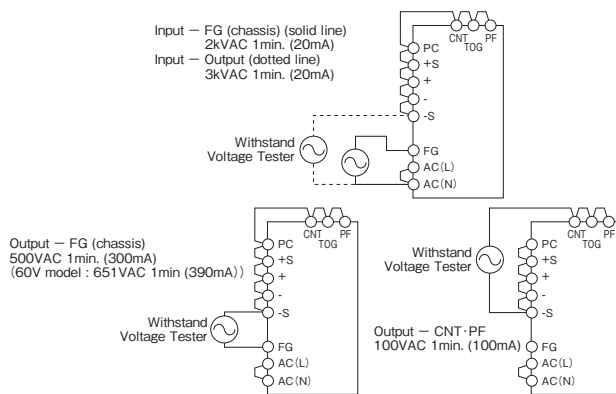 Input － FG (chassis) (solid line)
2kVAC 1min. (20mA)
Input － Output (dotted line)
3kVAC 1min. (20mA)
CNT
TOG
PF
PC
+S
+
-
-S
FG
AC(L)
AC(N)
Withstand
Voltage Tester
Output － FG (chassis)
500VAC 1min. (300mA)
(60V model : 651VAC 1min (390mA))
Withstand
Voltage Tester
CNT
TOG
PF
PC
+S
+
-
-S
FG
AC(L)
AC(N)
Withstand
Voltage Tester
Output － CNT･PF
100VAC 1min. (100mA)
CNT
TOG
PF
PC
+S
+
-
-S
FG
AC(L)
AC(N)